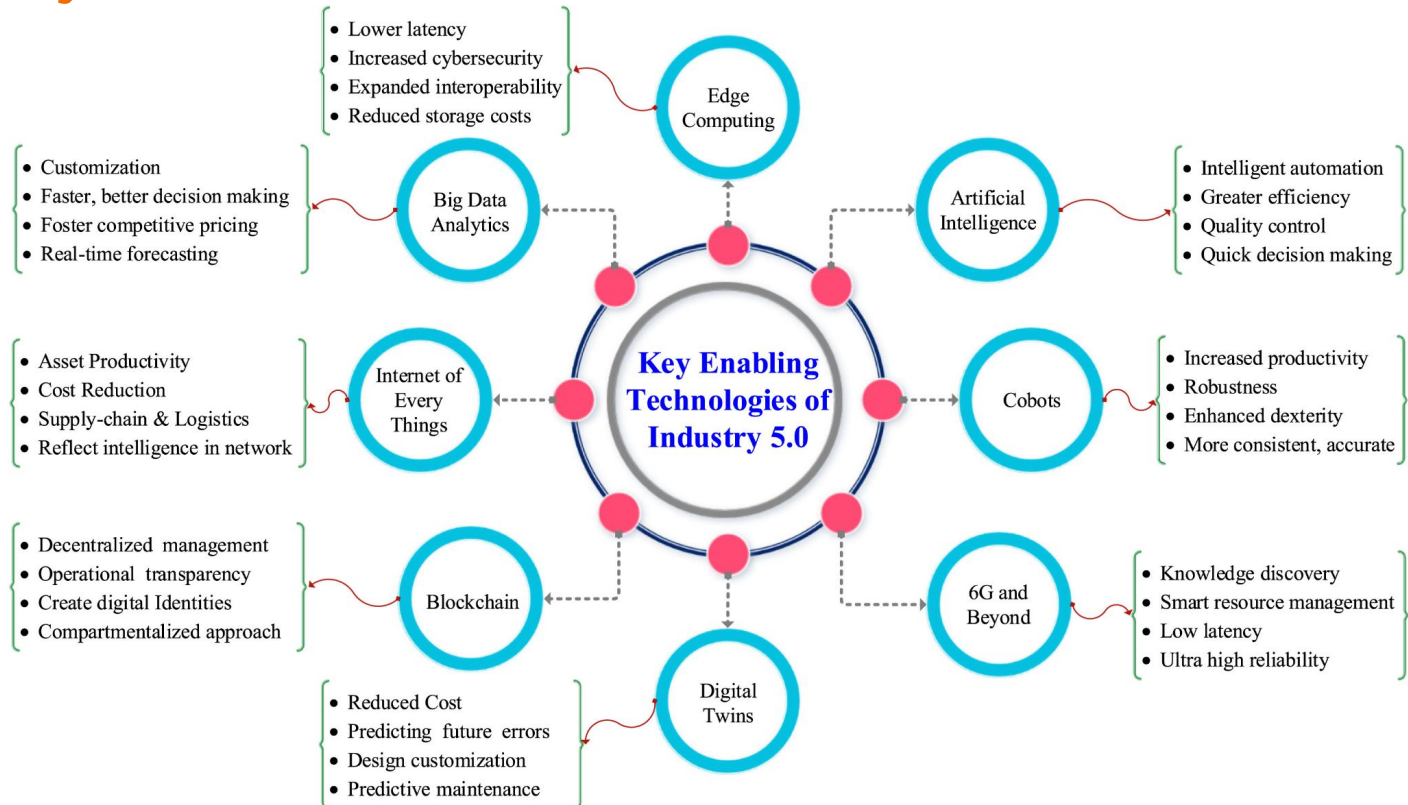 Key Enabling
Technologies of
Industry 5.0
Edge
Computing
• Lower latency
• Increased cybersecurity
• Expanded interoperability
• Reduced storage costs
Artificial
Intelligence
• Intelligent automation
• Greater efficiency
• Quality control
• Quick decision making
Cobots
• Increased productivity
• Robustness
• Enhanced dexterity
• More consistent, accurate
6G and
Beyond
• Knowledge discovery
• Smart resource management
• Low latency
• Ultra high reliability
Digital
Twins
• Reduced Cost
• Predicting future errors
• Design customization
• Predictive maintenance
Blockchain
• Decentralized management
• Operational transparency
• Create digital Identities
• Compartmentalized approach
Internet of
Every
Things
• Asset Productivity
• Cost Reduction
• Supply-chain & Logistics
• Reflect intelligence in network
Big Data
Analytics
• Customization
• Faster, better decision making
• Foster competitive pricing
• Real-time forecasting